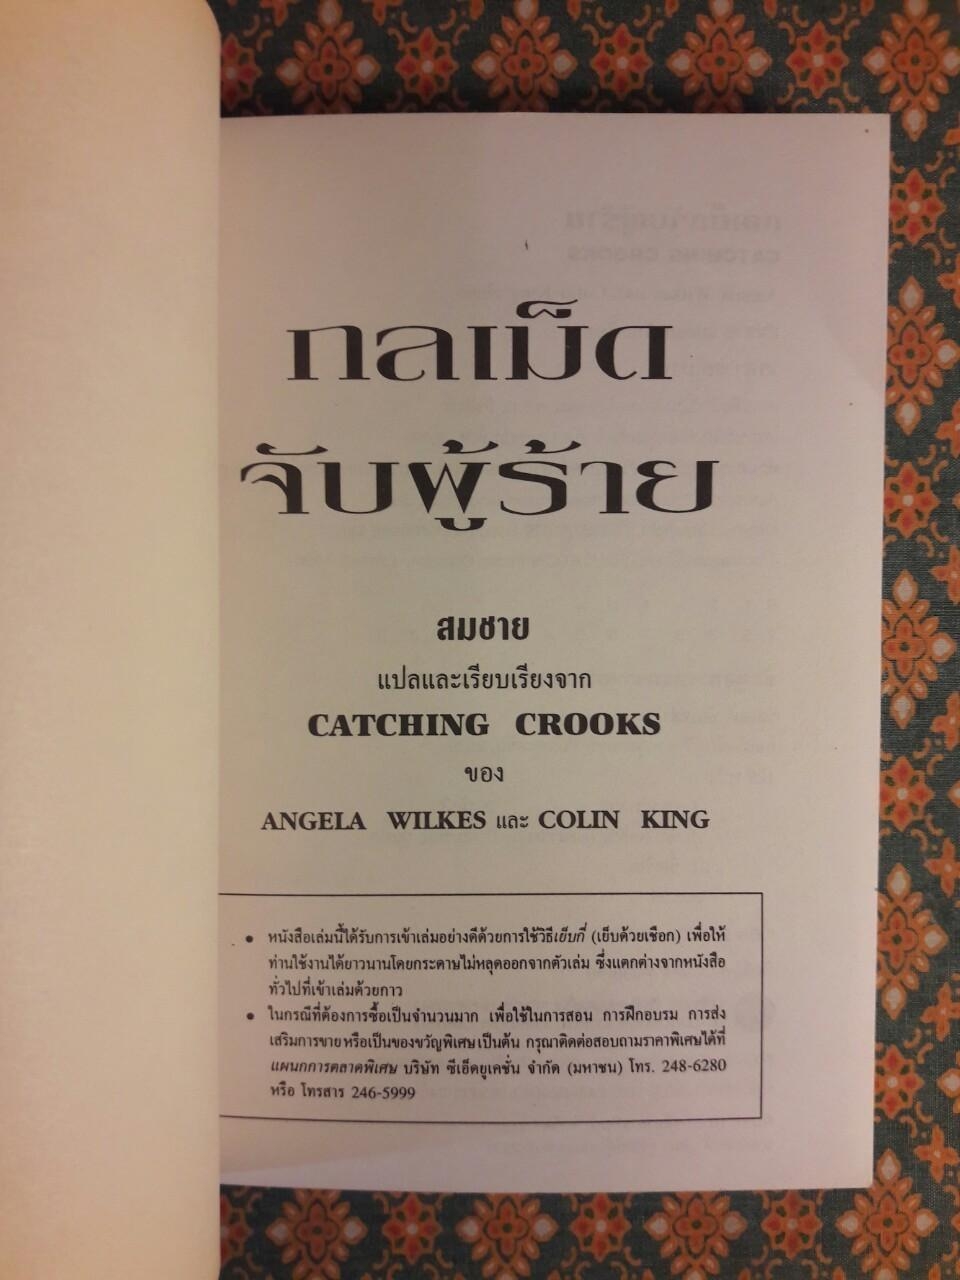 กลเม็ด
จับผู้ร้าย
สมชาย
แปลและเรียบเรียงจาก
CATCHING CROOKS
ของ
ANGELA WILKES และ COLIN KING
• หนังสือเล่มนี้ได้รับการเข้าเล่มอย่างดีด้วยการใช้วิธีเย็บกี่ (เย็บด้วยเชือก) เพื่อให้
ท่านใช้งานได้ยาวนานโดยกระดาษไม่หลุดออกจากตัวเล่ม ซึ่งแตกต่างจากหนังสือ
ทั่วไปที่เข้าเล่มด้วยกาว
• ในกรณีที่ต้องการซื้อเป็นจำนวนมาก เพื่อใช้ในการสอน การฝึกอบรม การส่ง
เสริมการขายหรือเป็นของขวัญพิเศษเป็นต้น กรุณาติดต่อสอบถามราคาพิเศษได้ที่
แผนกการตลาดพิเศษ บริษัท ซีเอ็ดยูเคชั่น จำกัด (มหาชน) โทร. 248-6280
หรือ โทรสาร 246-5999